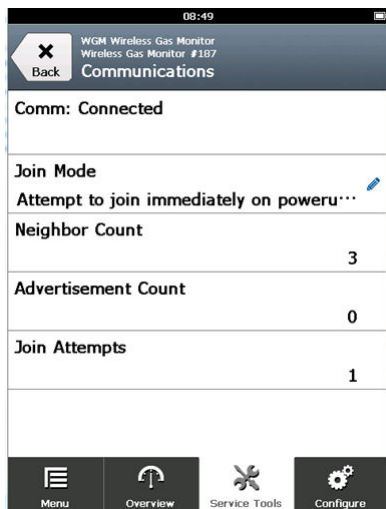 08:49
WGM Wireless Gas Monitor
Wireless Gas Monitor #187
Back
Communications
Comm: Connected
Join Mode
Attempt to join immediately on poweru···
Neighbor Count
3
Advertisement Count
0
Join Attempts
1
Menu
Overview
Service Tools
Configure